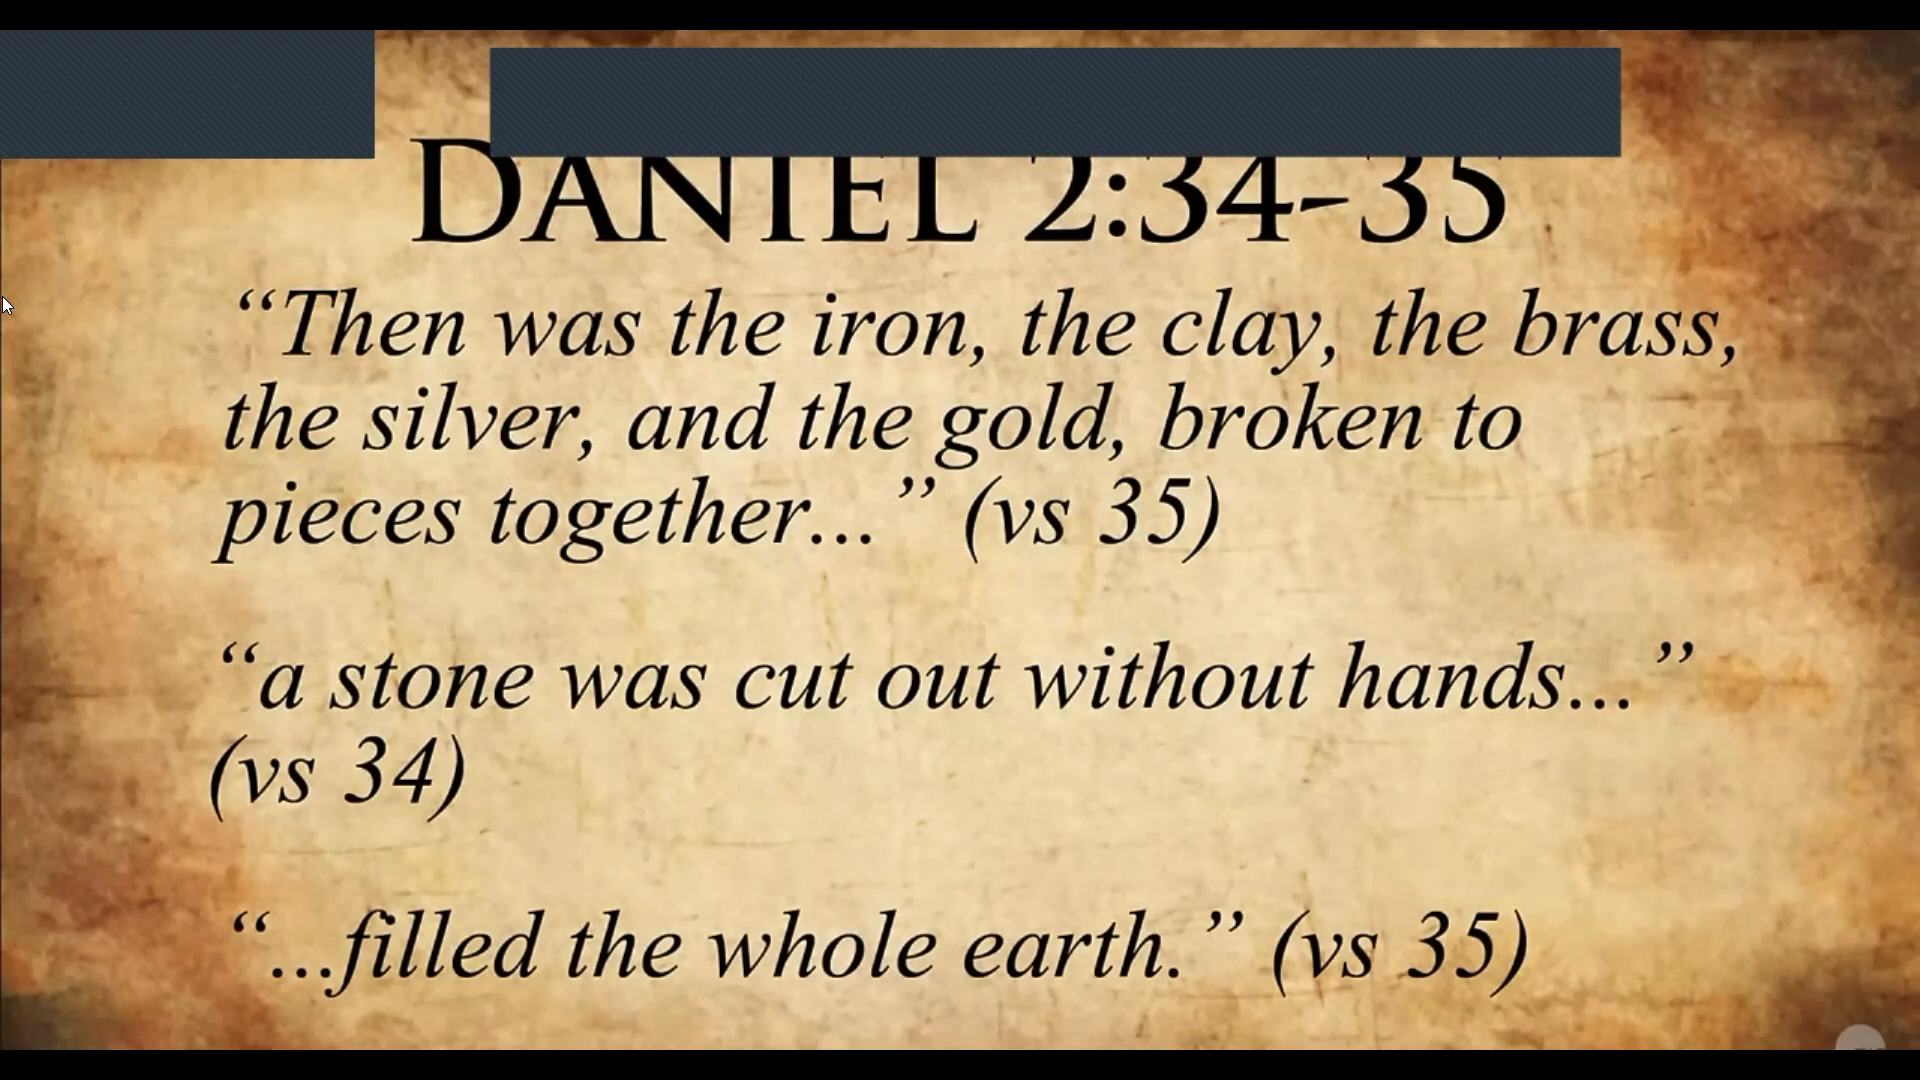 DANIEL 2:34-35
“Then was the iron, the clay, the brass,
the silver, and the gold, broken to
pieces together...” (vs 35)
“a stone was cut out without hands...”
(vs 34)
“...filled the whole earth.” (vs 35)